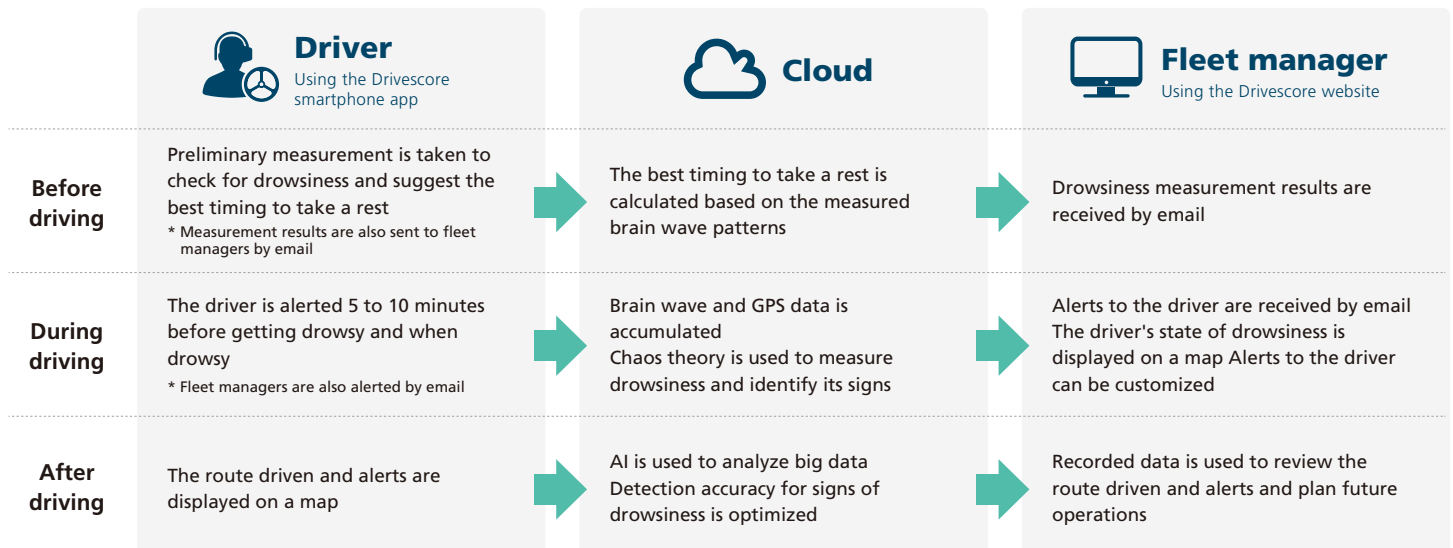 Driver
Using the Drivescore
smartphone app
Cloud
Fleet manager
Using the Drivescore website
Before
driving
Preliminary measurement is taken to
check for drowsiness and suggest the
best timing to take a rest
* Measurement results are also sent to fleet
managers by email
The best timing to take a rest is
calculated based on the measured
brain wave patterns
Drowsiness measurement results are
received by email
During
driving
The driver is alerted 5 to 10 minutes
before getting drowsy and when
drowsy
* Fleet managers are also alerted by email
Brain wave and GPS data is
accumulated
Chaos theory is used to measure
drowsiness and identify its signs
Alerts to the driver are received by email
The driver's state of drowsiness is
displayed on a map Alerts to the driver
can be customized
After
driving
The route driven and alerts are
displayed on a map
AI is used to analyze big data
Detection accuracy for signs of
drowsiness is optimized
Recorded data is used to review the
route driven and alerts and plan future
operations